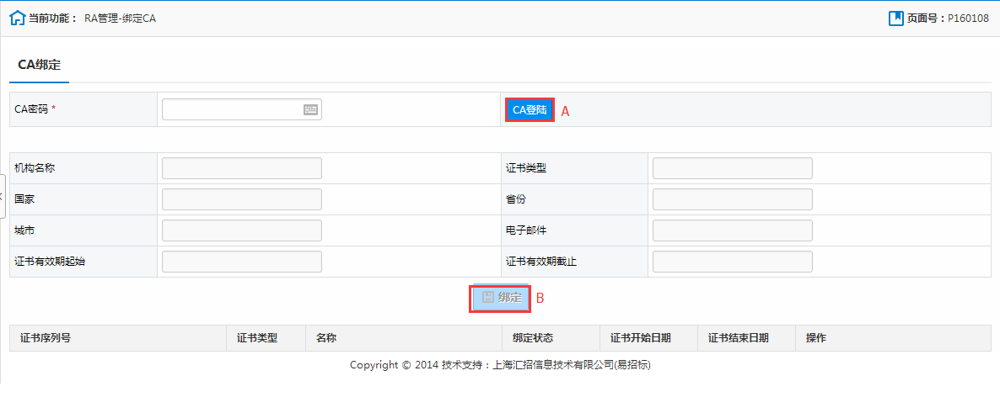 当前功能： RA管理-绑定CA 页面号：P160108
CA绑定
CA密码 * CA登陆 A
机构名称 证书类型
国家 省份
城市 电子邮件
证书有效期起始 证书有效期截止
绑定 B
证书序列号 证书类型 名称 绑定状态 证书开始日期 证书结束日期 操作
Copyright © 2014 技术支持：上海汇招信息技术有限公司(易招标)